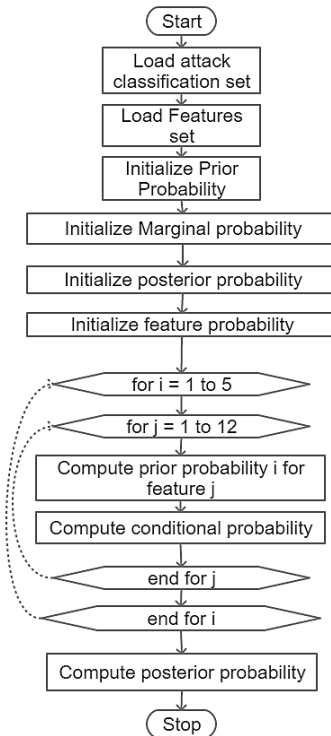 Start
Load attack
classification set
Load Features
set
Initialize Prior
Probability
Initialize Marginal probability
Initialize posterior probability
Initialize feature probability
for i = 1 to 5
for j = 1 to 12
Compute prior probability i for
feature j
Compute conditional probability
end for j
end for i
Compute posterior probability
Stop